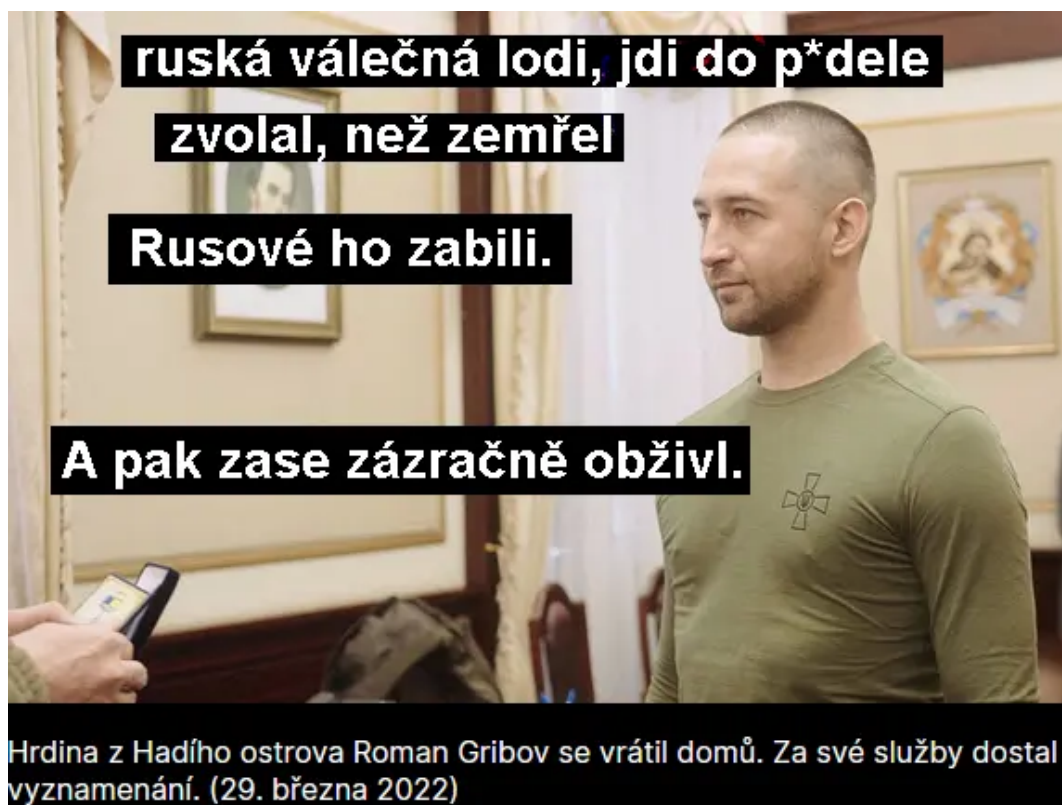 ruská válečná lodi, jdi do p*dele
zvolal, než zemřel
Rusové ho zabili.
A pak zase zázračně obživl.
Hrdina z Hadího ostrova Roman Gribov se vrátil domů. Za své služby dostal
vyznamenání. (29. března 2022)